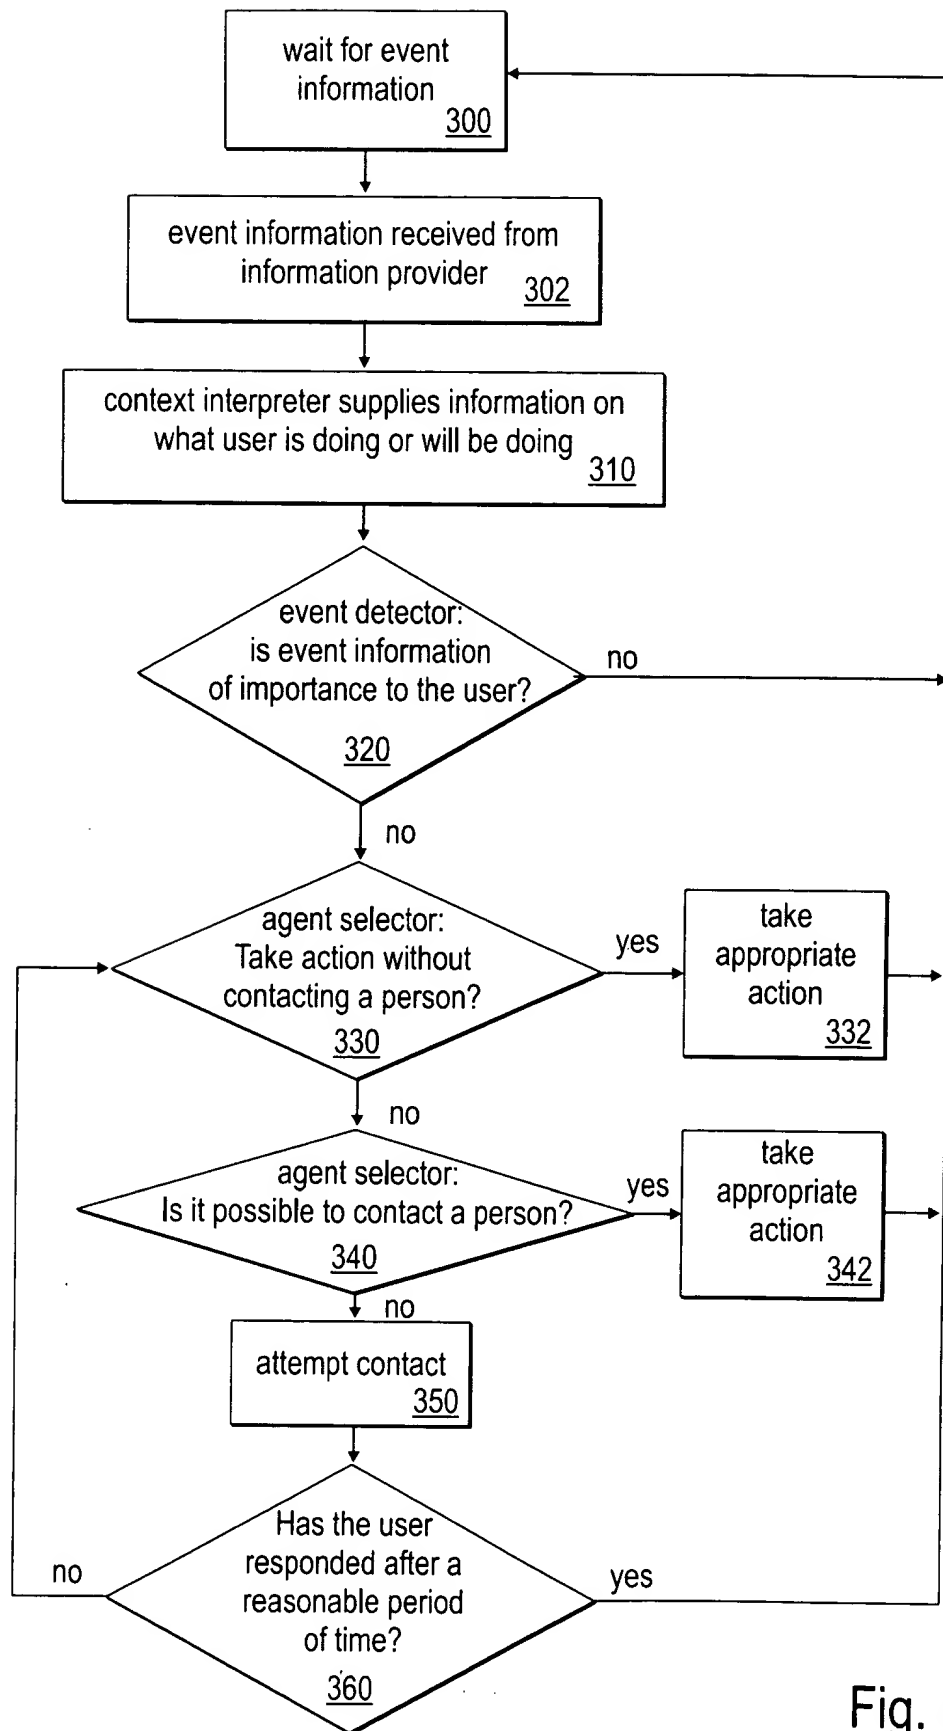 wait for event
information
300
event information received from
information provider
302
context interpreter supplies information on
what user is doing or will be doing
310
event detector:
is event information
of importance to the user?
320
no
no
agent selector:
Take action without
contacting a person?
330
yes
take
appropriate
action
332
no
agent selector:
Is it possible to contact a person?
340
yes
take
appropriate
action
342
no
attempt contact
350
Has the user
responded after a
reasonable period
of time?
360
no
yes
Fig.